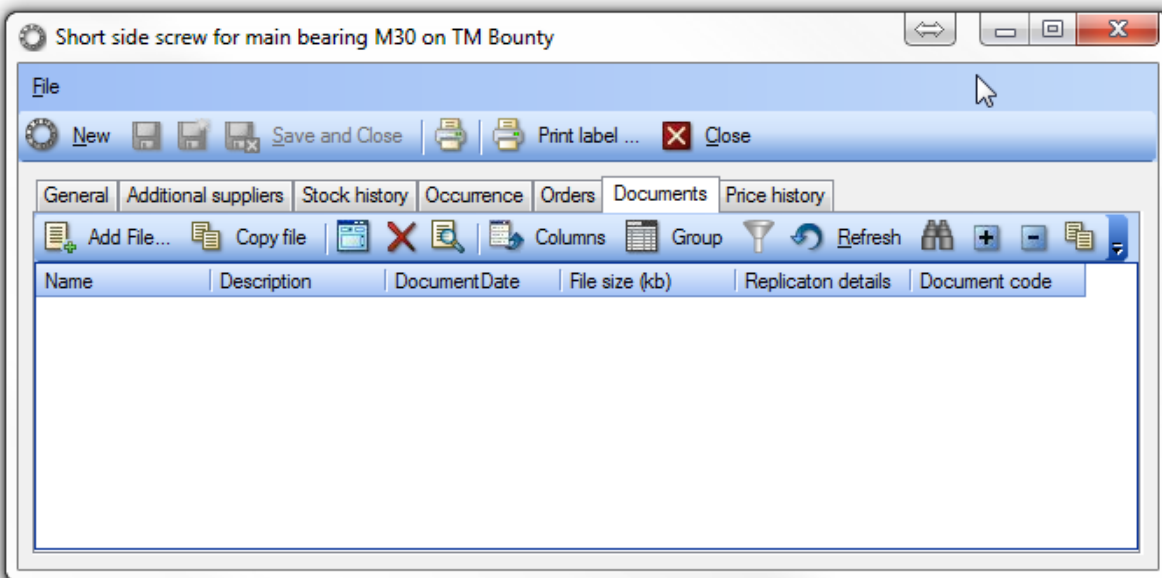 Short side screw for main bearing M30 on TM Bounty
File
New Save and Close Print label ... Close
General Additional suppliers Stock history Occurrence Orders Documents Price history
Add File... Copy file Columns Group Refresh
Name Description DocumentDate File size (kb) Replicaton details Document code